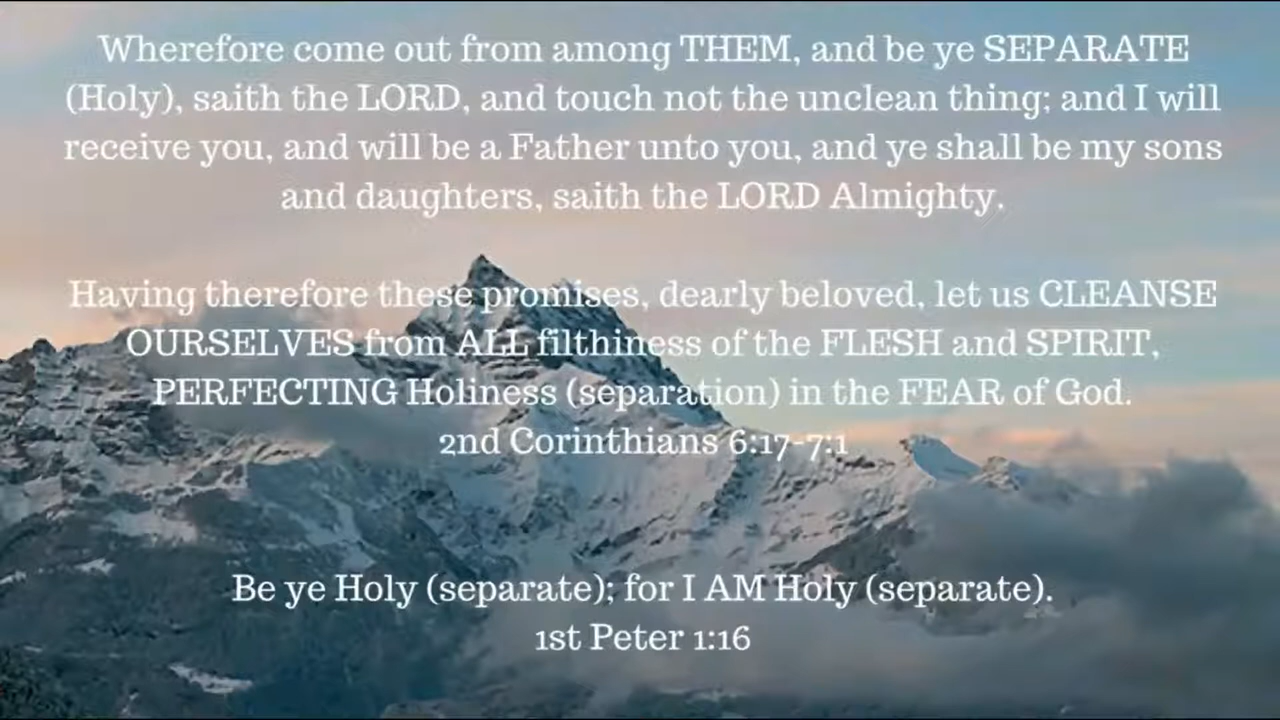 Wherefore come out from among THEM, and be ye SEPARATE
(Holy), saith the LORD, and touch not the unclean thing; and I will
receive you, and will be a Father unto you, and ye shall be my sons
and daughters, saith the LORD Almighty.
Having therefore these promises, dearly beloved, let us CLEANSE
OURSELVES from ALL filthiness of the FLESH and SPIRIT,
PERFECTING Holiness (separation) in the FEAR of God.
2nd Corinthians 6:17-7:1
Be ye Holy (separate); for I AM Holy (separate).
1st Peter 1:16